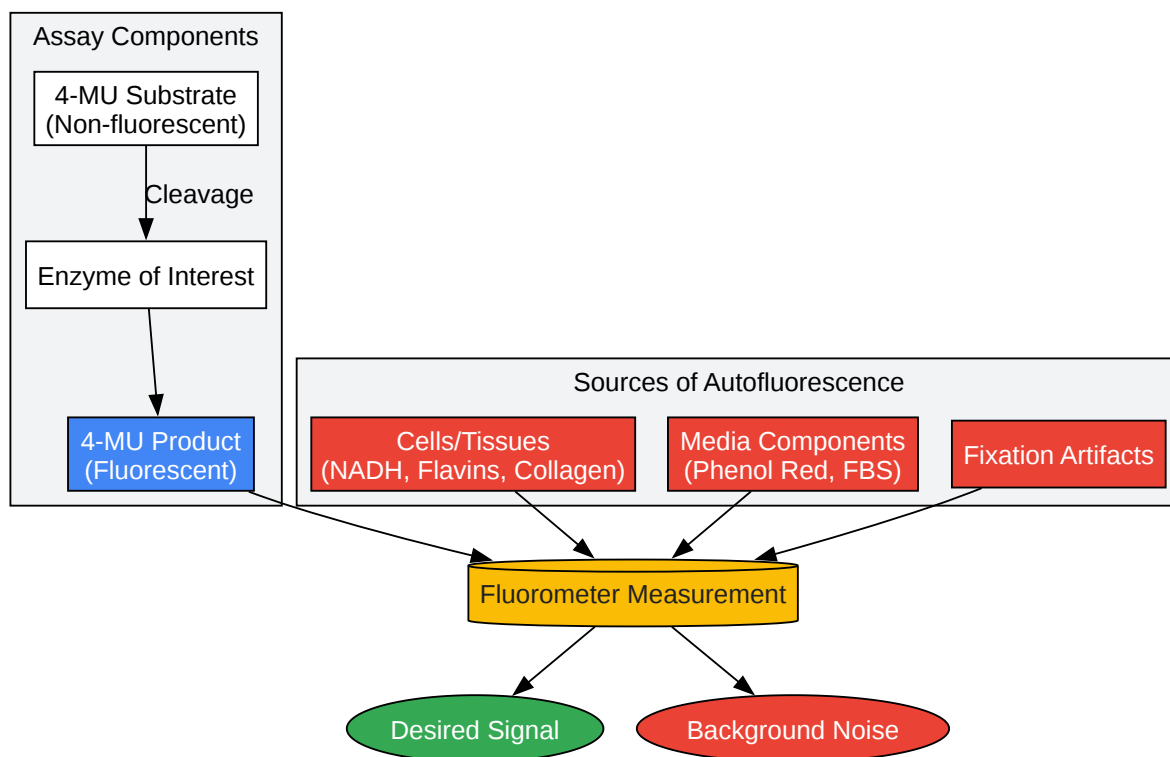 Assay Components
4-MU Substrate
(Non-fluorescent)
Cleavage
Enzyme of Interest
Sources of Autofluorescence
4-MU Product
(Fluorescent)
Cells/Tissues
(NADH, Flavins, Collagen)
Media Components
(Phenol Red, FBS)
Fixation Artifacts
Fluorometer Measurement
Desired Signal
Background Noise